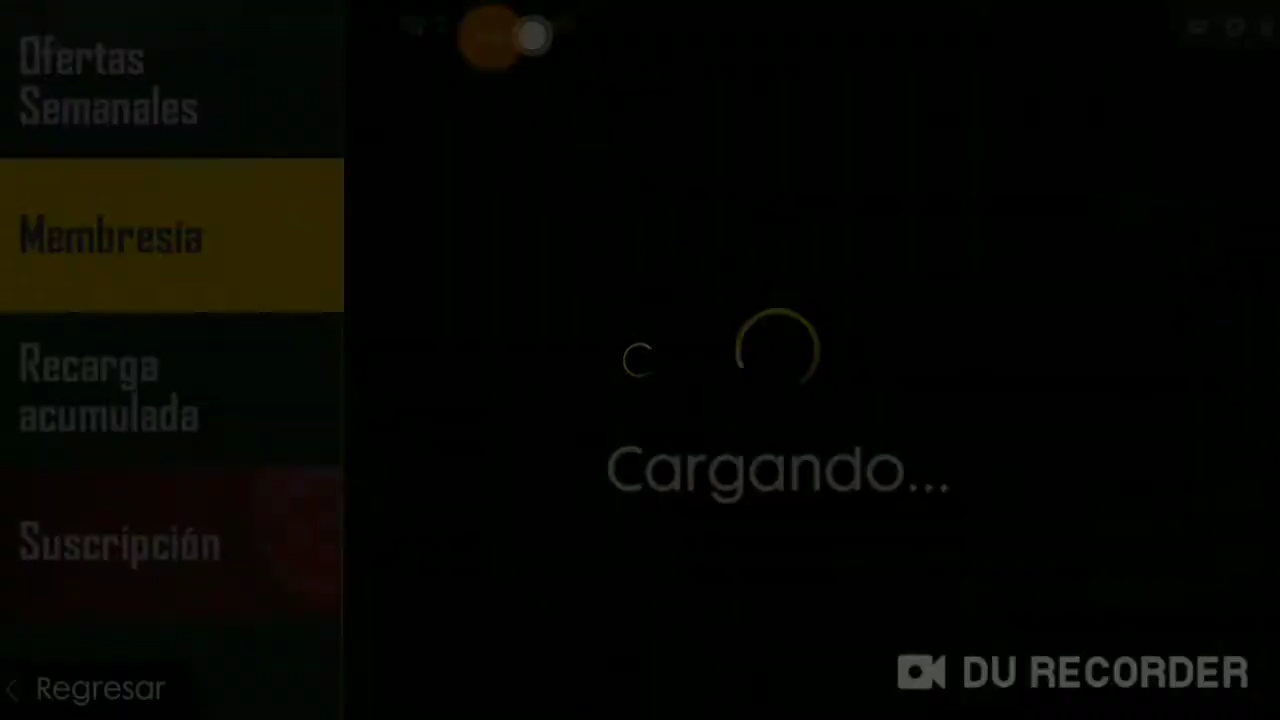 Ofertas
Semanales
Membresía
Recarga
acumulada
Suscripción
Cargando...
Regresar
DU RECORDER